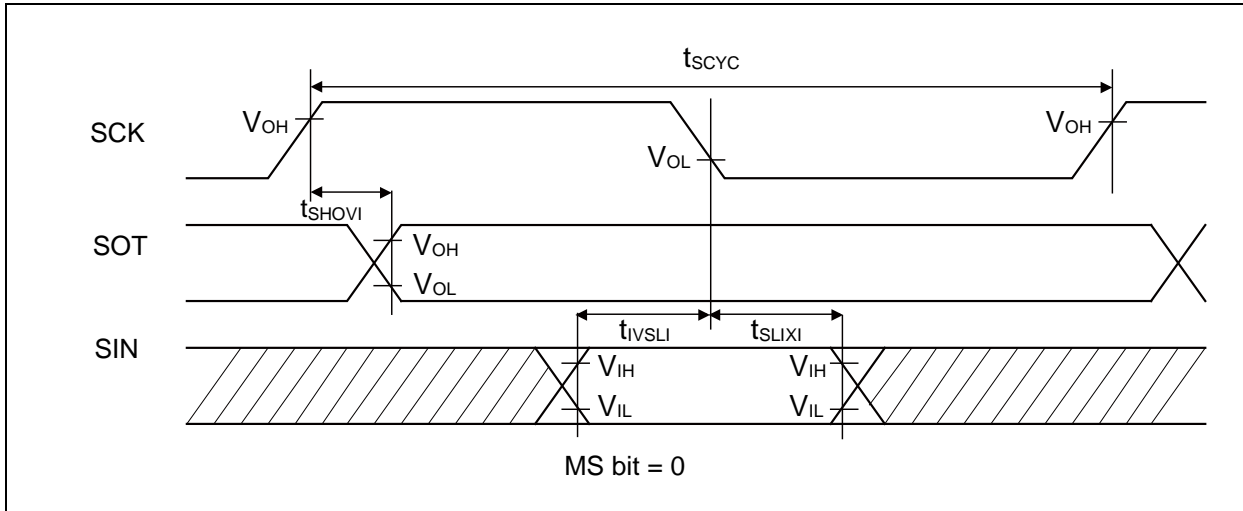 tSCYC
SCK
VOH
VOL
VOH
tSHOVI
SOT
VOH
VOL
tIVSLI
tSLIXI
SIN
VIH
VIH
VIL
VIL
MS bit = 0